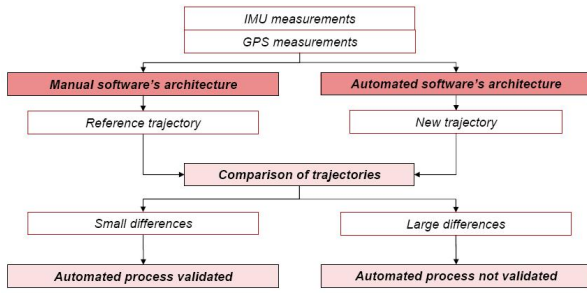 IMU measurements
GPS measurements
Manual software's architecture
Automated software's architecture
Reference trajectory
New trajectory
Comparison of trajectories
Small differences
Large differences
Automated process validated
Automated process not validated